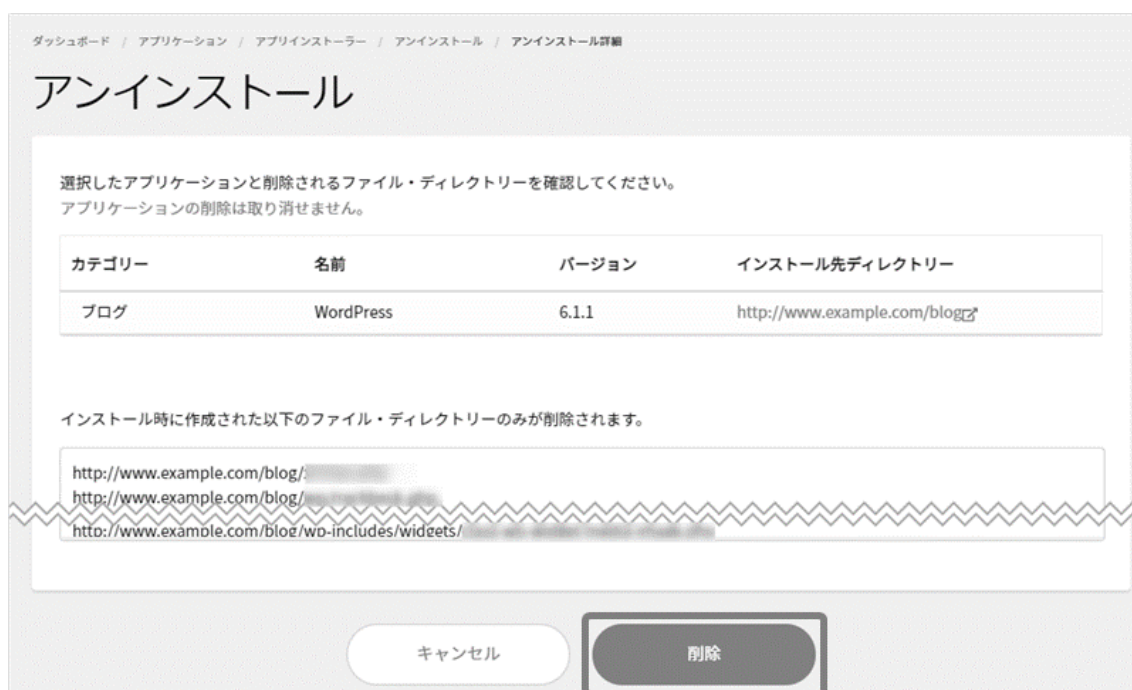 ダッシュボード / アプリケーション / アプリインストーラー / アンインストール / アンインストール詳細
アンインストール
選択したアプリケーションと削除されるファイル・ディレクトリーを確認してください。
アプリケーションの削除は取り消せません。
カテゴリー 名前 バージョン インストール先ディレクトリー
ブログ WordPress 6.1.1 http://www.example.com/blog
インストール時に作成された以下のファイル・ディレクトリーのみが削除されます。
http://www.example.com/blog/
http://www.example.com/blog/
http://www.example.com/blog/wp-includes/widgets/
キャンセル 削除